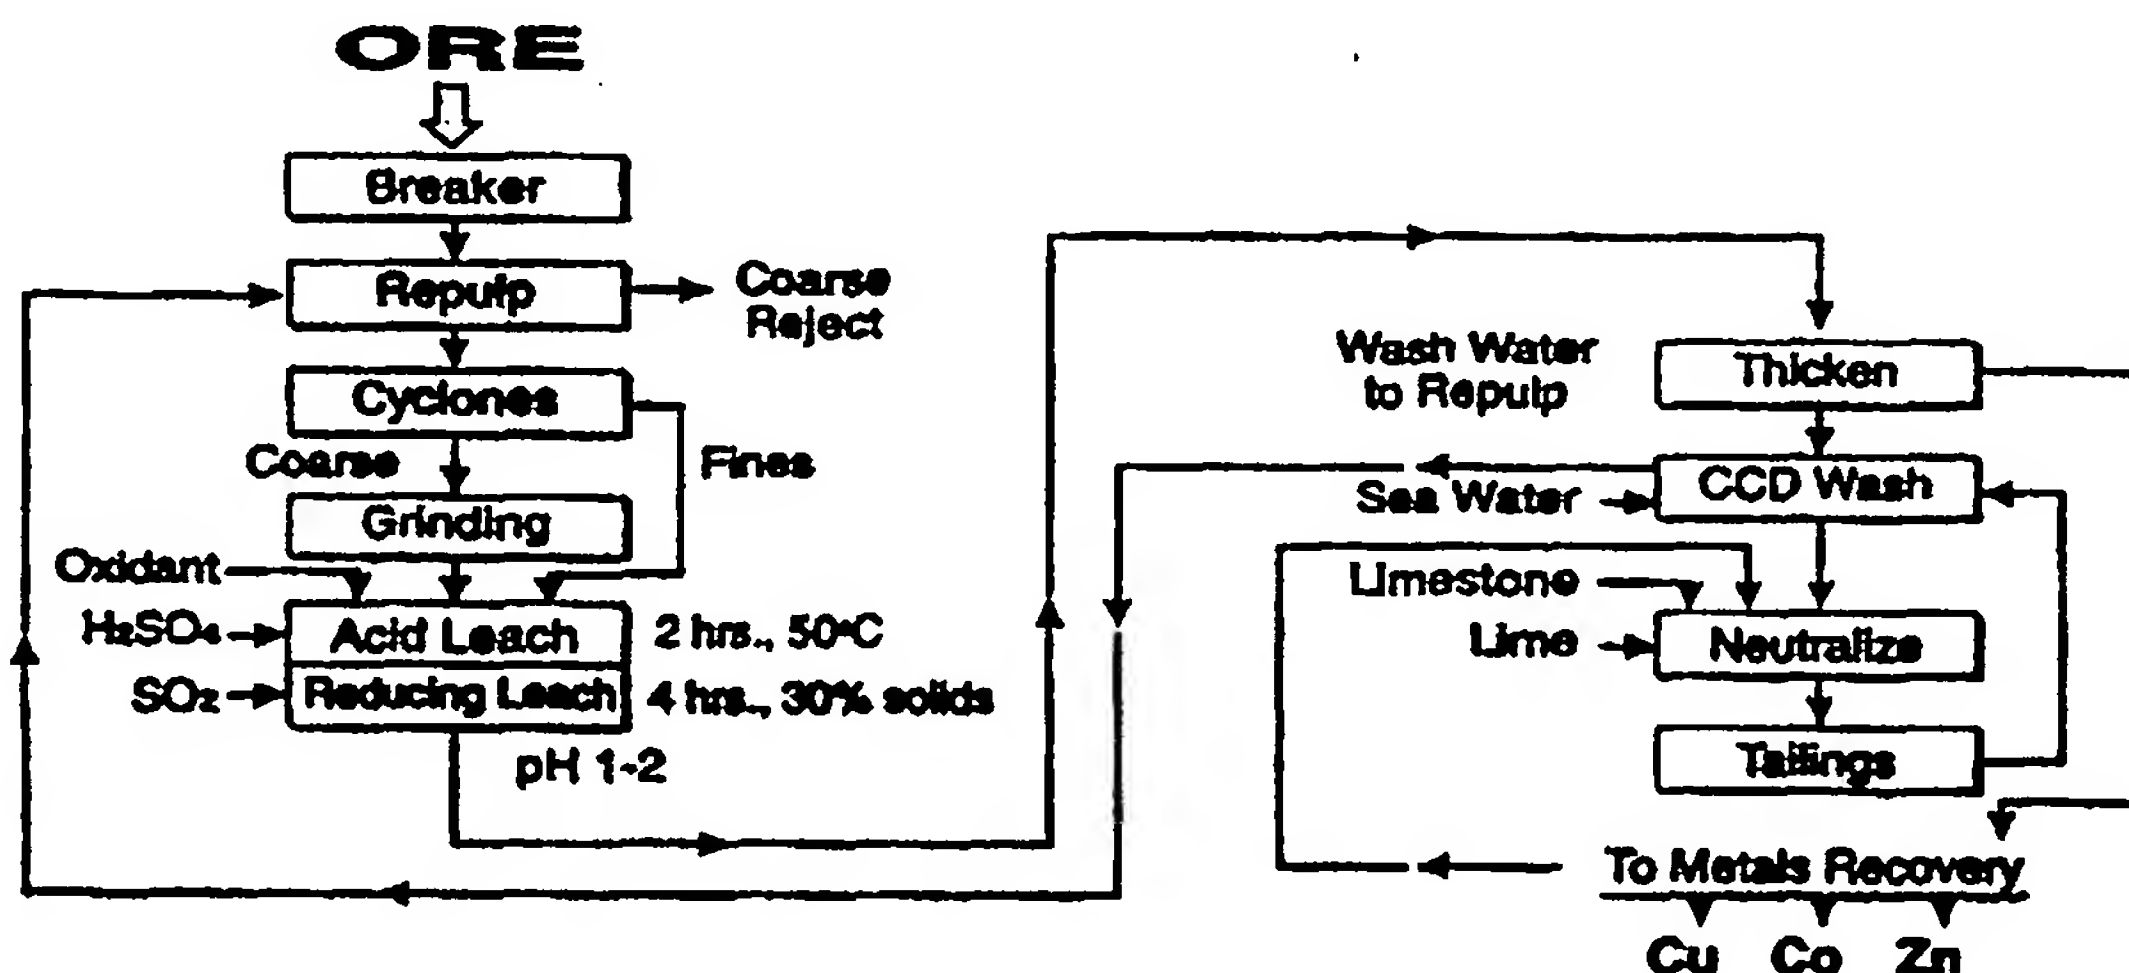 ORE
Breaker
Repulp
Coarse
Reject
Cyclones
Coarse
Fines
Grinding
Oxidant
H₂SO₄
Acid Leach
2 hrs., 50°C
SO₂
Reducing Leach
4 hrs., 30% solids
pH 1-2
Wash Water
to Repulp
Thicken
CCD Wash
Sea Water
Limestone
Lime
Neutralize
Tailings
To Metals Recovery
Cu Co Zn